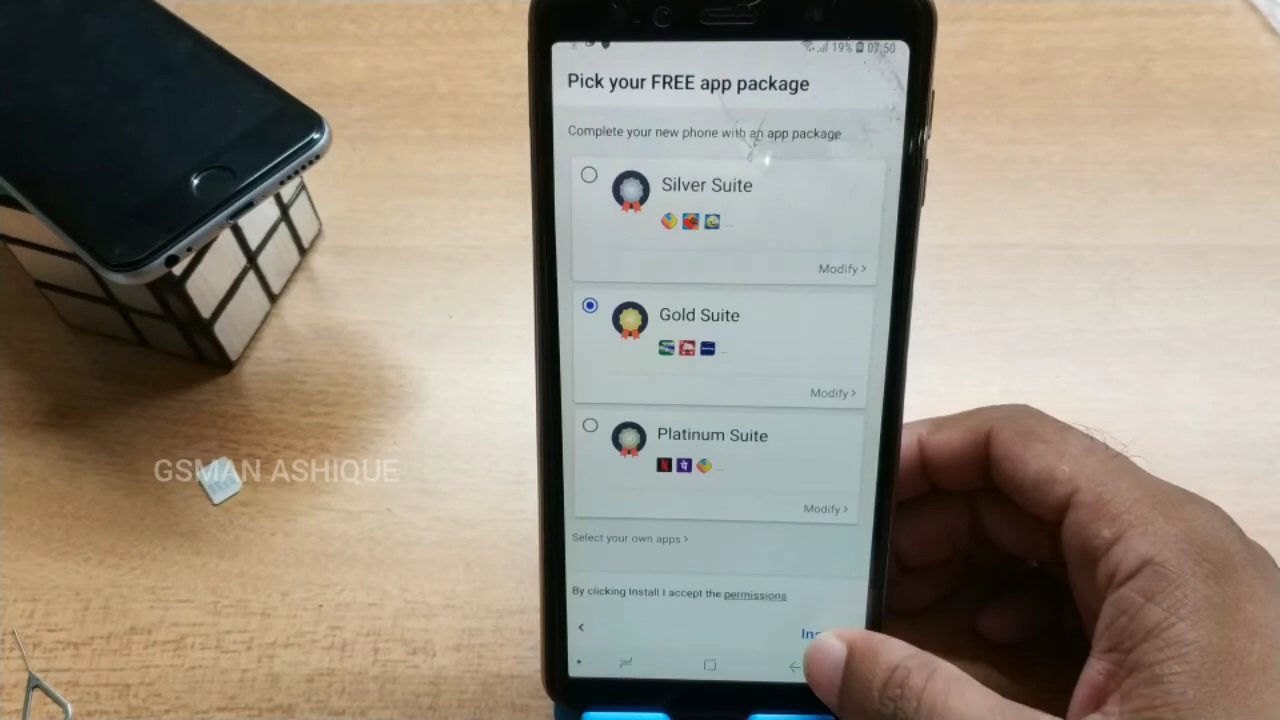 19% 07:50
Pick your FREE app package
Complete your new phone with an app package
Silver Suite
Modify >
Gold Suite
Modify >
Platinum Suite
Modify >
Select your own apps >
By clicking Install I accept the permissions
GSMAN ASHIQUE